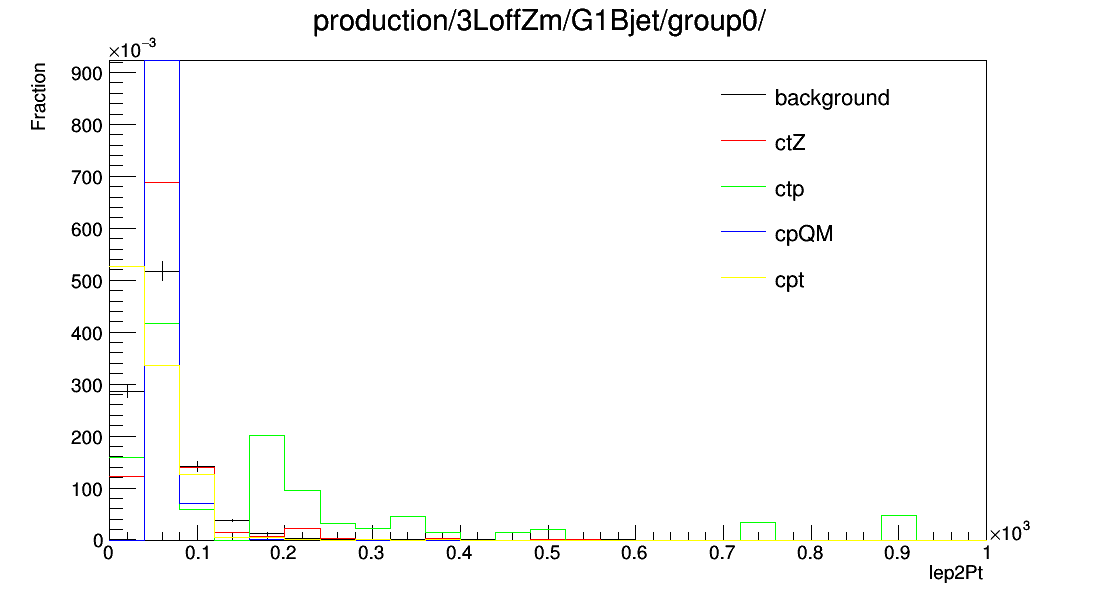 production/3LoffZm/G1Bjet/group0/
×10⁻³
Fraction
900
800
700
600
500
400
300
200
100
0
background
ctZ
ctp
cpQM
cpt
0 0.1 0.2 0.3 0.4 0.5 0.6 0.7 0.8 0.9 1
×10³
lep2Pt